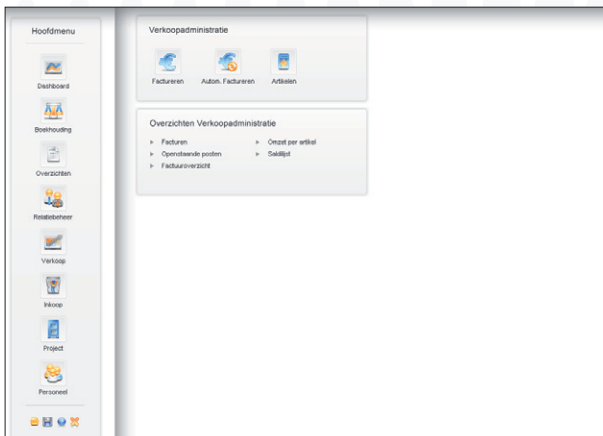 Hoofdmenu
Dashboard
Boekhouding
Overzichten
Relatiebeheer
Verkoop
Inkoop
Project
Personeel
Verkoopadministratie
Factureren
Autom. Factureren
Artikelen
Overzichten Verkoopadministratie
Facturen
Openstaande posten
Factuuroverzicht
Omzet per artikel
Saldilijst